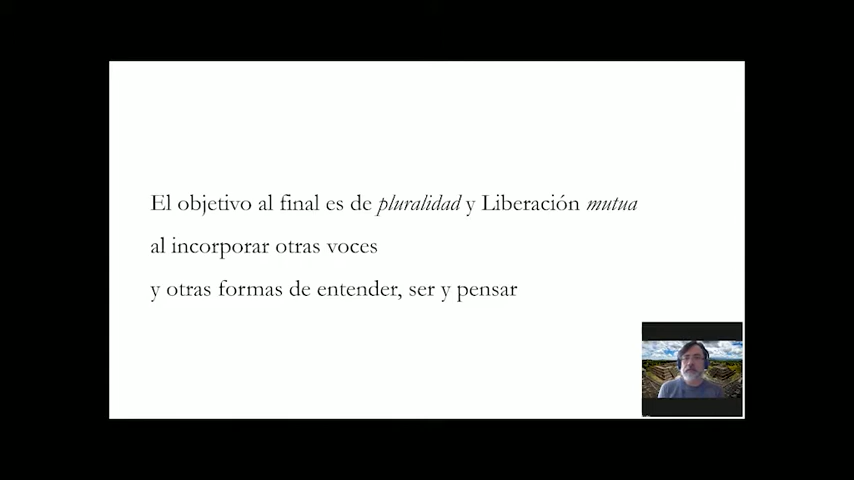 El objetivo al final es de pluralidad y Liberación mutua
al incorporar otras voces
y otras formas de entender, ser y pensar